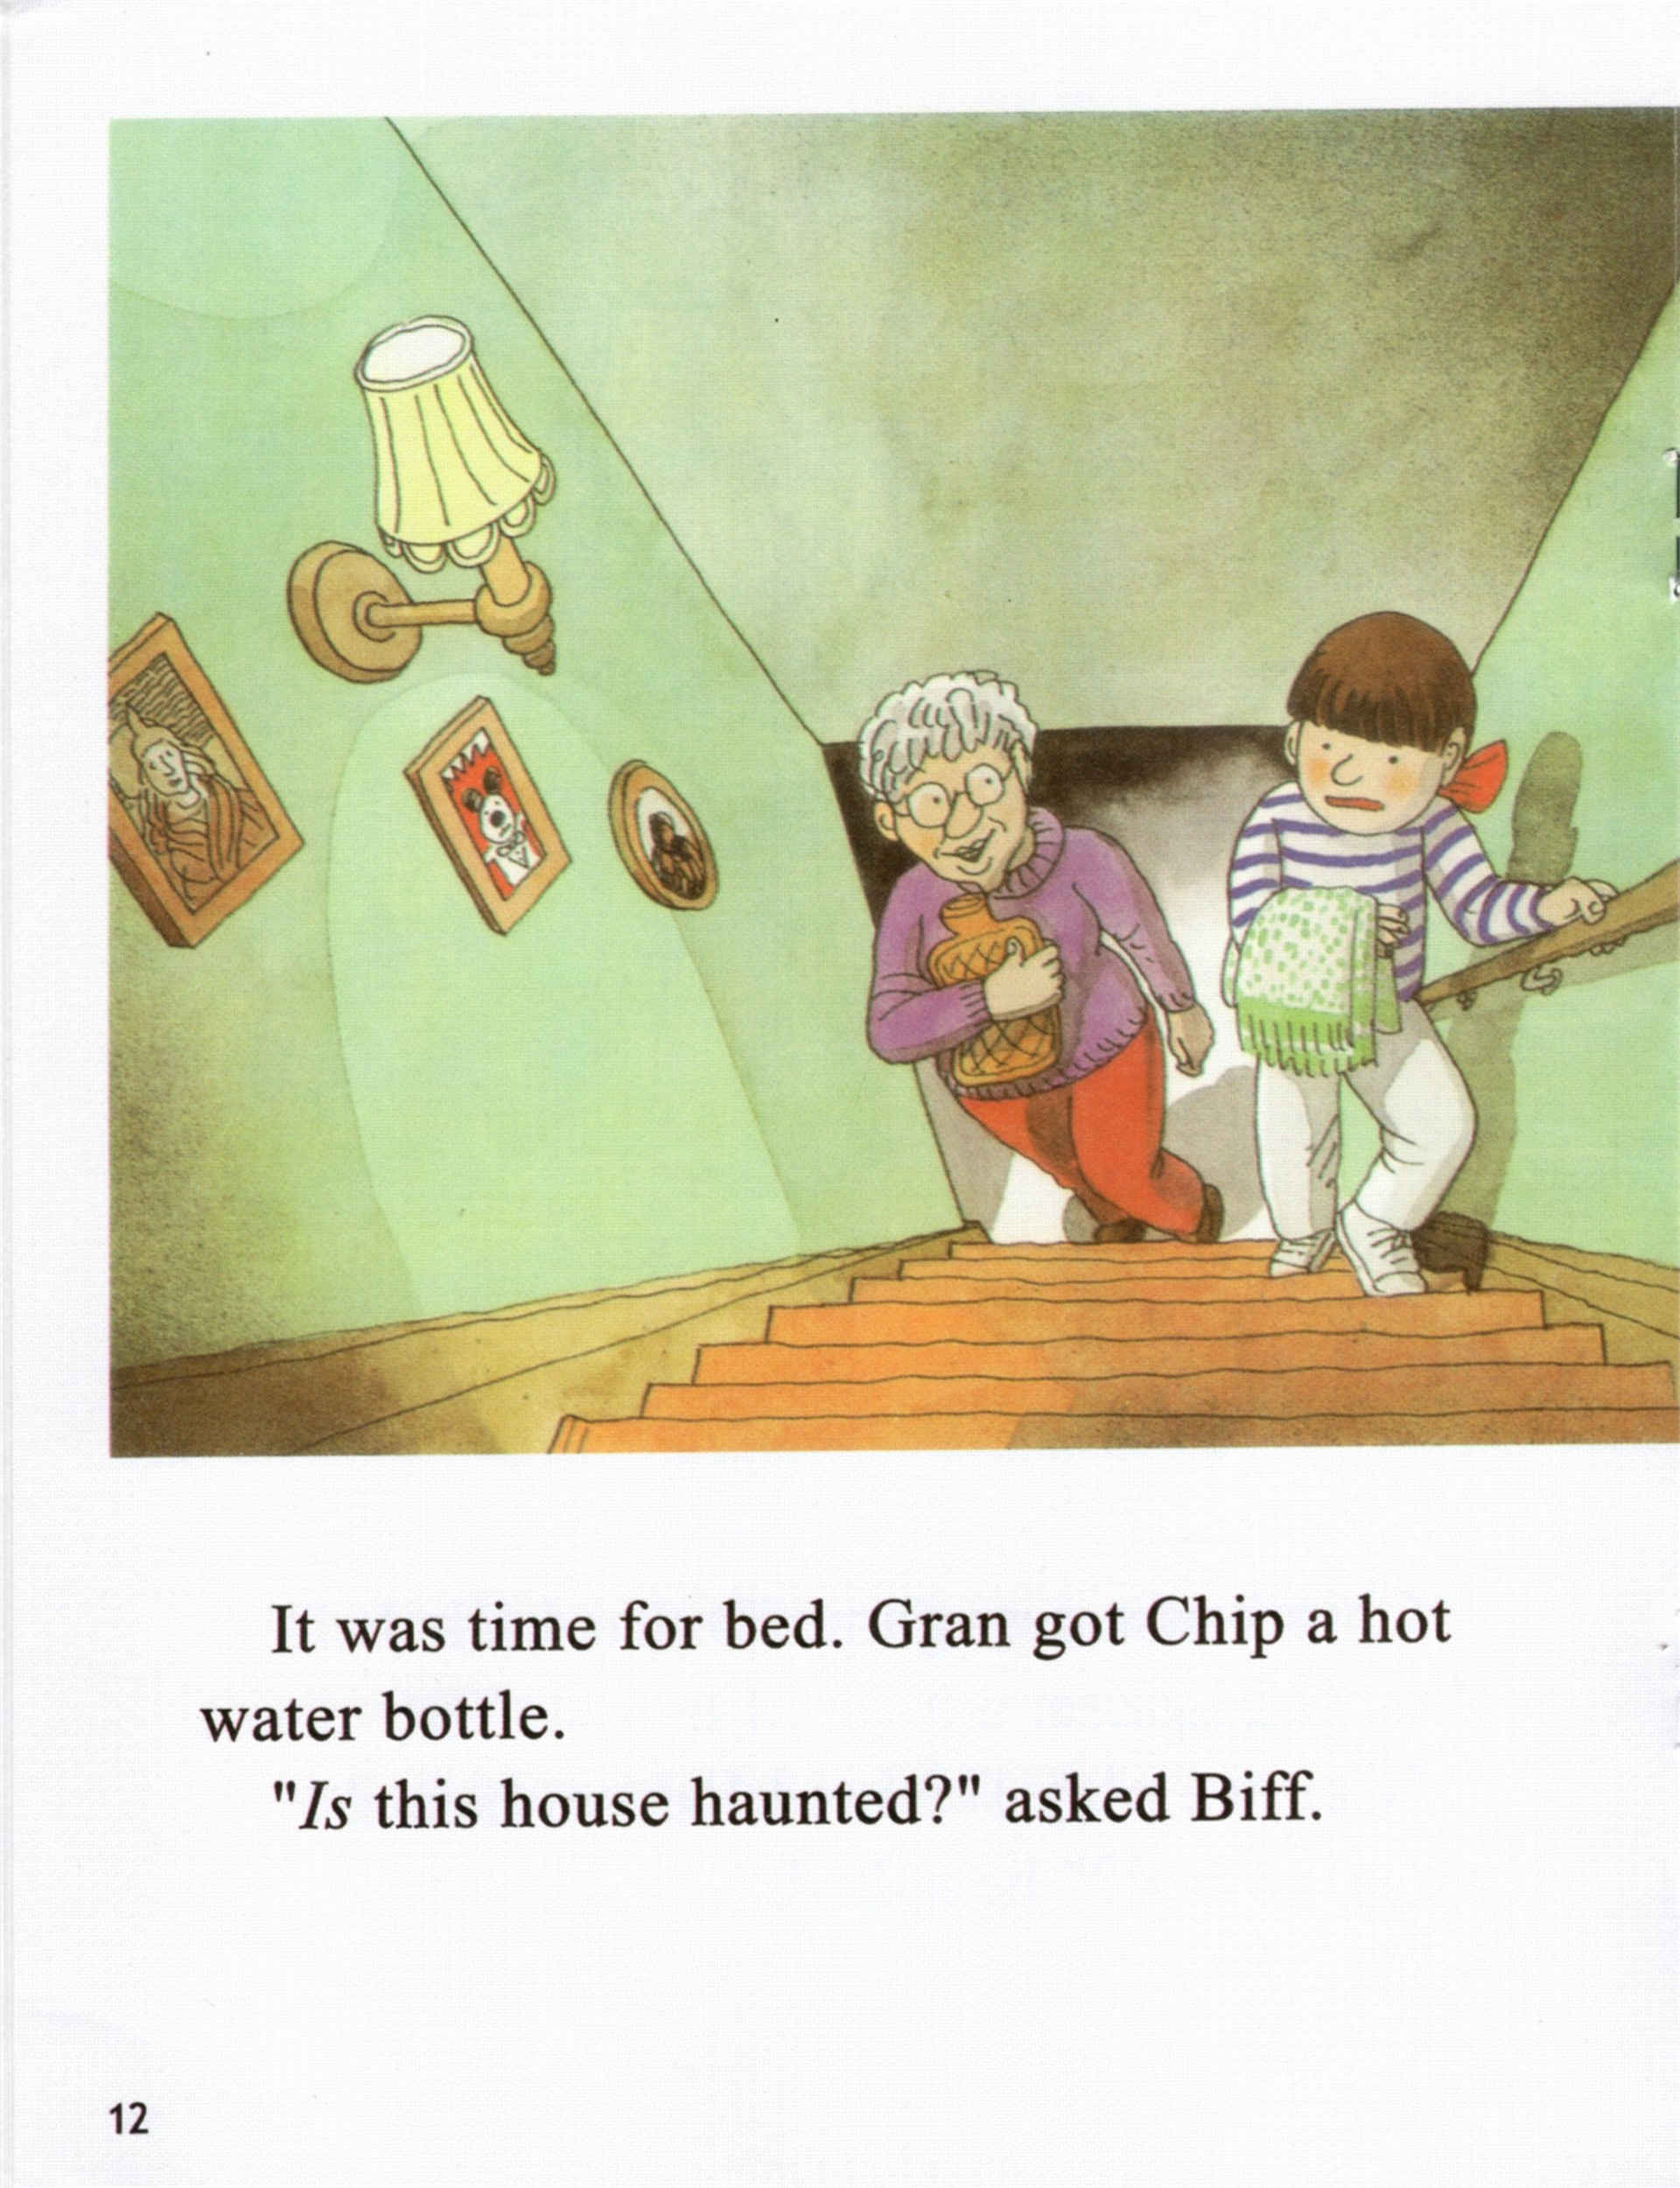 It was time for bed. Gran got Chip a hot
water bottle.
"Is this house haunted?" asked Biff.
12